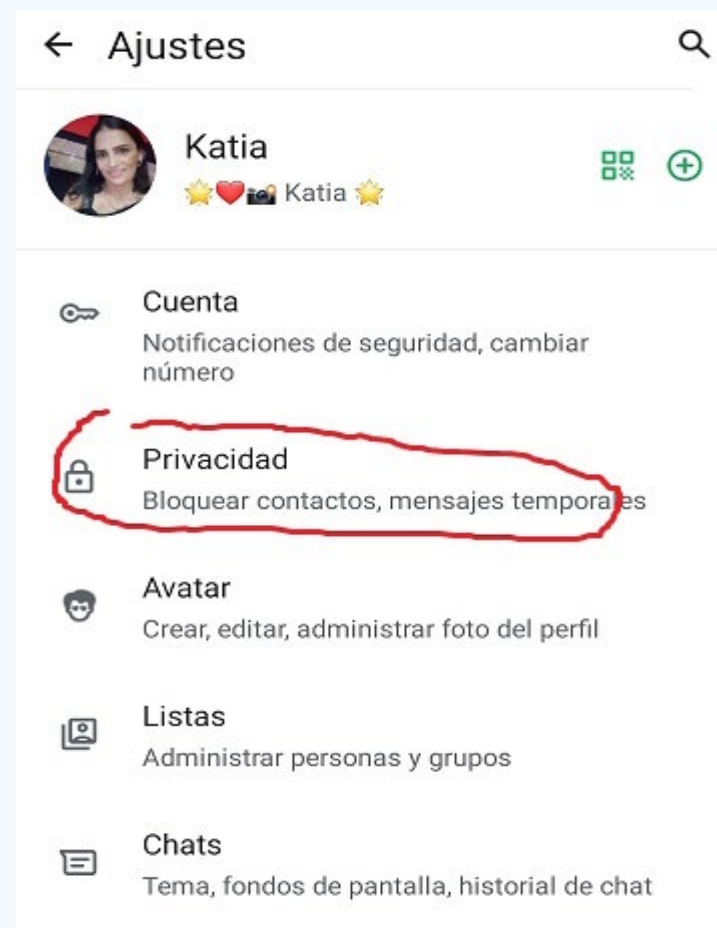 Ajustes
Katia
🌟❤️📸 Katia 🌟
Cuenta
Notificaciones de seguridad, cambiar
número
Privacidad
Bloquear contactos, mensajes temporales
Avatar
Crear, editar, administrar foto del perfil
Listas
Administrar personas y grupos
Chats
Tema, fondos de pantalla, historial de chat